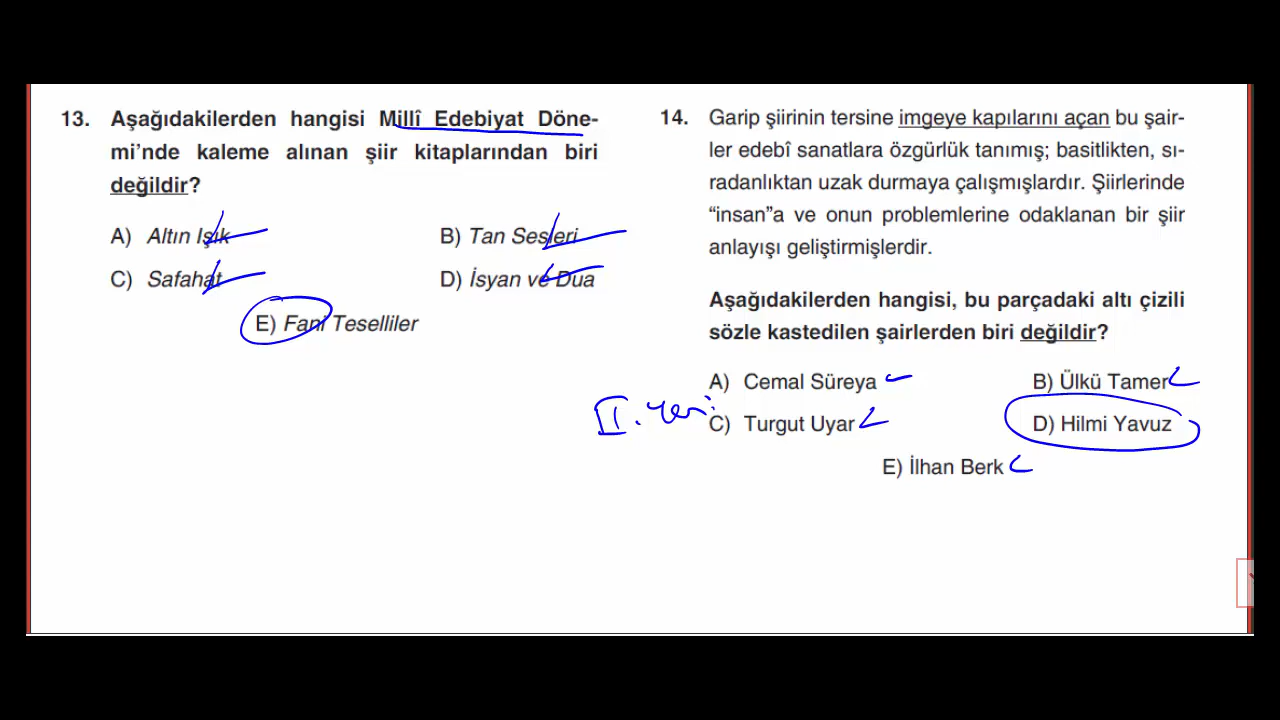 13. Aşağıdakilerden hangisi Millî Edebiyat Döne-
mi’nde kaleme alınan şiir kitaplarından biri
değildir?
A) Altın Işık
B) Tan Sesleri
C) Safahat
D) İsyan ve Dua
E) Fani Teselliler
14. Garip şiirinin tersine imgeye kapılarını açan bu şair-
ler edebî sanatlara özgürlük tanımış; basitlikten, sı-
radanlıktan uzak durmaya çalışmışlardır. Şiirlerinde
“insan”a ve onun problemlerine odaklanan bir şiir
anlayışı geliştirmişlerdir.
Aşağıdakilerden hangisi, bu parçadaki altı çizili
sözle kastedilen şairlerden biri değildir?
A) Cemal Süreya
B) Ülkü Tamer
II. Yeni
C) Turgut Uyar
D) Hilmi Yavuz
E) İlhan Berk